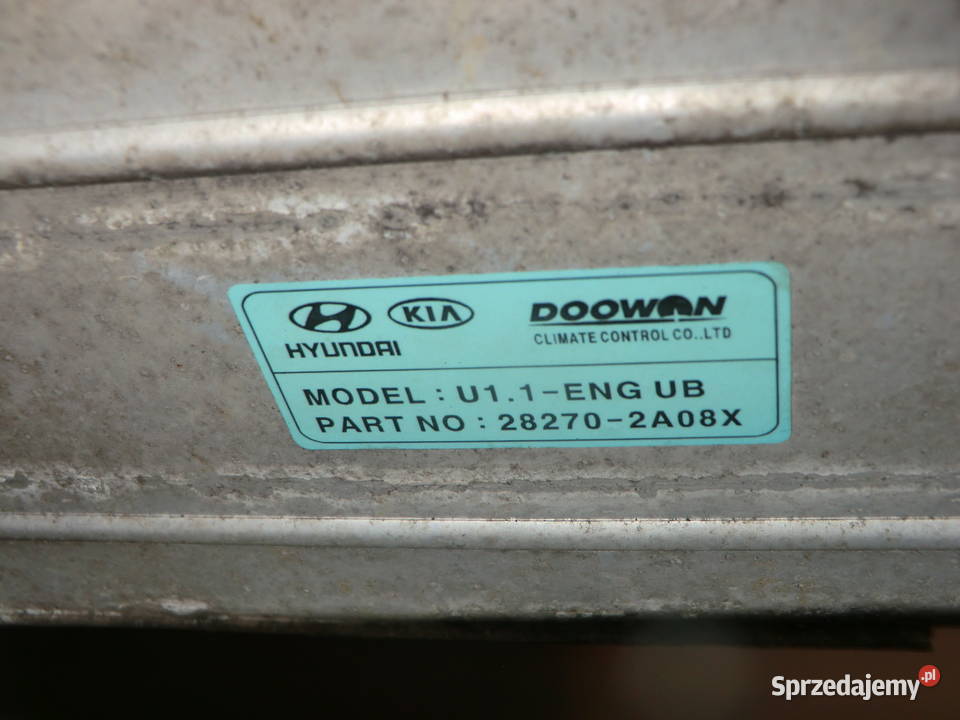 HYUNDAI
KIA
DOOWON
CLIMATE CONTROL CO..LTD
MODEL : U1.1-ENG UB
PART NO : 28270-2A08X
Sprzedajemy.pl